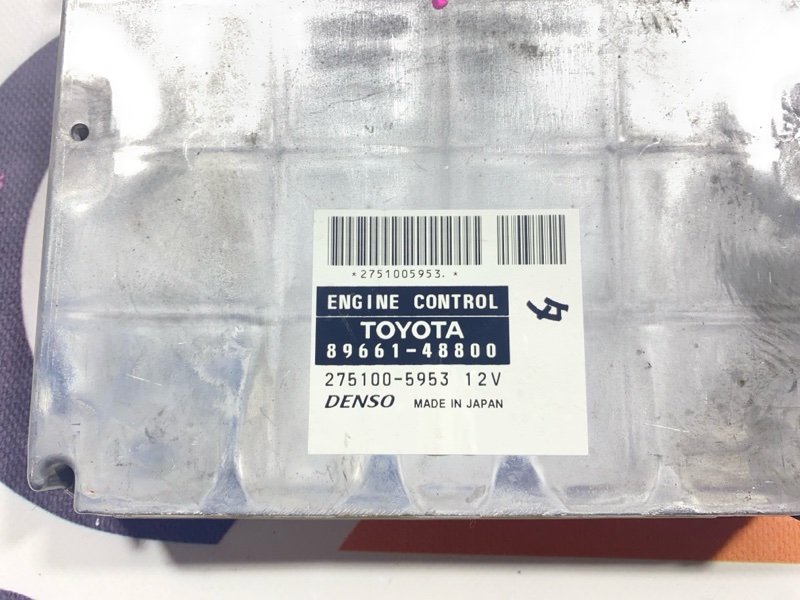 *2751005953. *
ENGINE CONTROL
TOYOTA
89661-48800
275100-5953 12V
DENSO MADE IN JAPAN